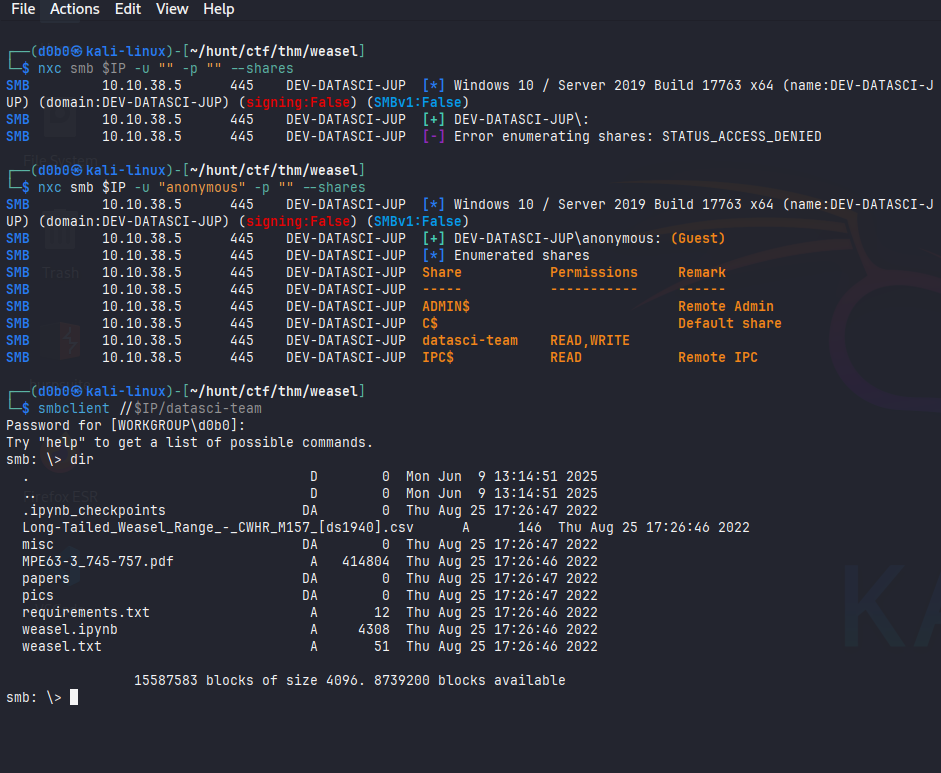 File Actions Edit View Help
┌──(d0b0㉿kali-linux)-[~/hunt/ctf/thm/weasel]
└─$ nxc smb $IP -u "" -p "" --shares
SMB 10.10.38.5 445 DEV-DATASCI-JUP [*] Windows 10 / Server 2019 Build 17763 x64 (name:DEV-DATASCI-J
UP) (domain:DEV-DATASCI-JUP) (signing:False) (SMBv1:False)
SMB 10.10.38.5 445 DEV-DATASCI-JUP [+] DEV-DATASCI-JUP\:
SMB 10.10.38.5 445 DEV-DATASCI-JUP [-] Error enumerating shares: STATUS_ACCESS_DENIED
File System
┌──(d0b0㉿kali-linux)-[~/hunt/ctf/thm/weasel]
└─$ nxc smb $IP -u "anonymous" -p "" --shares
SMB 10.10.38.5 445 DEV-DATASCI-JUP [*] Windows 10 / Server 2019 Build 17763 x64 (name:DEV-DATASCI-J
UP) (domain:DEV-DATASCI-JUP) (signing:False) (SMBv1:False)
SMB 10.10.38.5 445 DEV-DATASCI-JUP [+] DEV-DATASCI-JUP\anonymous: (Guest)
SMB 10.10.38.5 445 DEV-DATASCI-JUP [*] Enumerated shares
SMB 10.10.38.5 445 DEV-DATASCI-JUP Share Permissions Remark
Trash
SMB 10.10.38.5 445 DEV-DATASCI-JUP ----- ----------- ------
SMB 10.10.38.5 445 DEV-DATASCI-JUP ADMIN$ Remote Admin
SMB 10.10.38.5 445 DEV-DATASCI-JUP C$ Default share
SMB 10.10.38.5 445 DEV-DATASCI-JUP datasci-team READ,WRITE
SMB 10.10.38.5 445 DEV-DATASCI-JUP IPC$ READ Remote IPC
┌──(d0b0㉿kali-linux)-[~/hunt/ctf/thm/weasel]
└─$ smbclient //$IP/datasci-team
Password for [WORKGROUP\d0b0]:
Try "help" to get a list of possible commands.
smb: \> dir
. D 0 Mon Jun 9 13:14:51 2025
.. D 0 Mon Jun 9 13:14:51 2025
Firefox ESR
.ipynb_checkpoints DA 0 Thu Aug 25 17:26:47 2022
Long-Tailed_Weasel_Range_-_CWHR_M157_[ds1940].csv A 146 Thu Aug 25 17:26:46 2022
misc DA 0 Thu Aug 25 17:26:47 2022
MPE63-3_745-757.pdf A 414804 Thu Aug 25 17:26:46 2022
papers DA 0 Thu Aug 25 17:26:47 2022
pics DA 0 Thu Aug 25 17:26:47 2022
requirements.txt A 12 Thu Aug 25 17:26:46 2022
weasel.ipynb A 4308 Thu Aug 25 17:26:46 2022
weasel.txt A 51 Thu Aug 25 17:26:46 2022
KA
15587583 blocks of size 4096. 8739200 blocks available
smb: \>